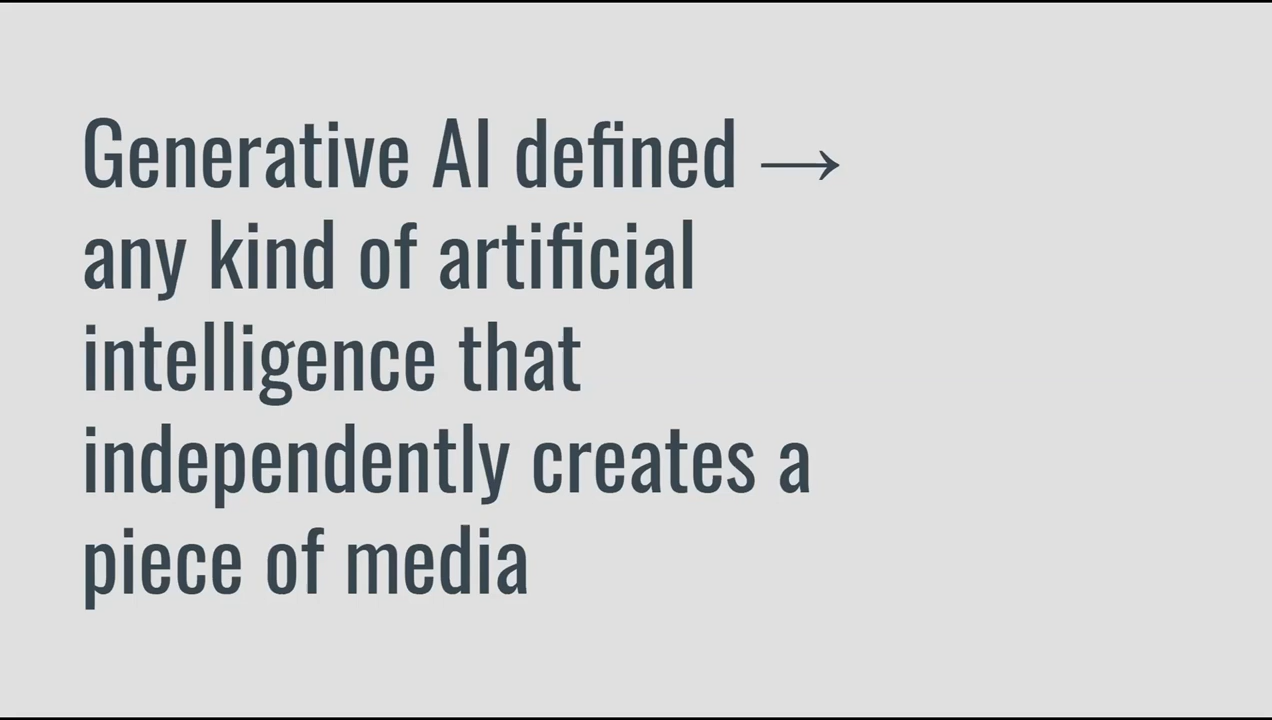 Generative AI defined →
any kind of artificial
intelligence that
independently creates a
piece of media